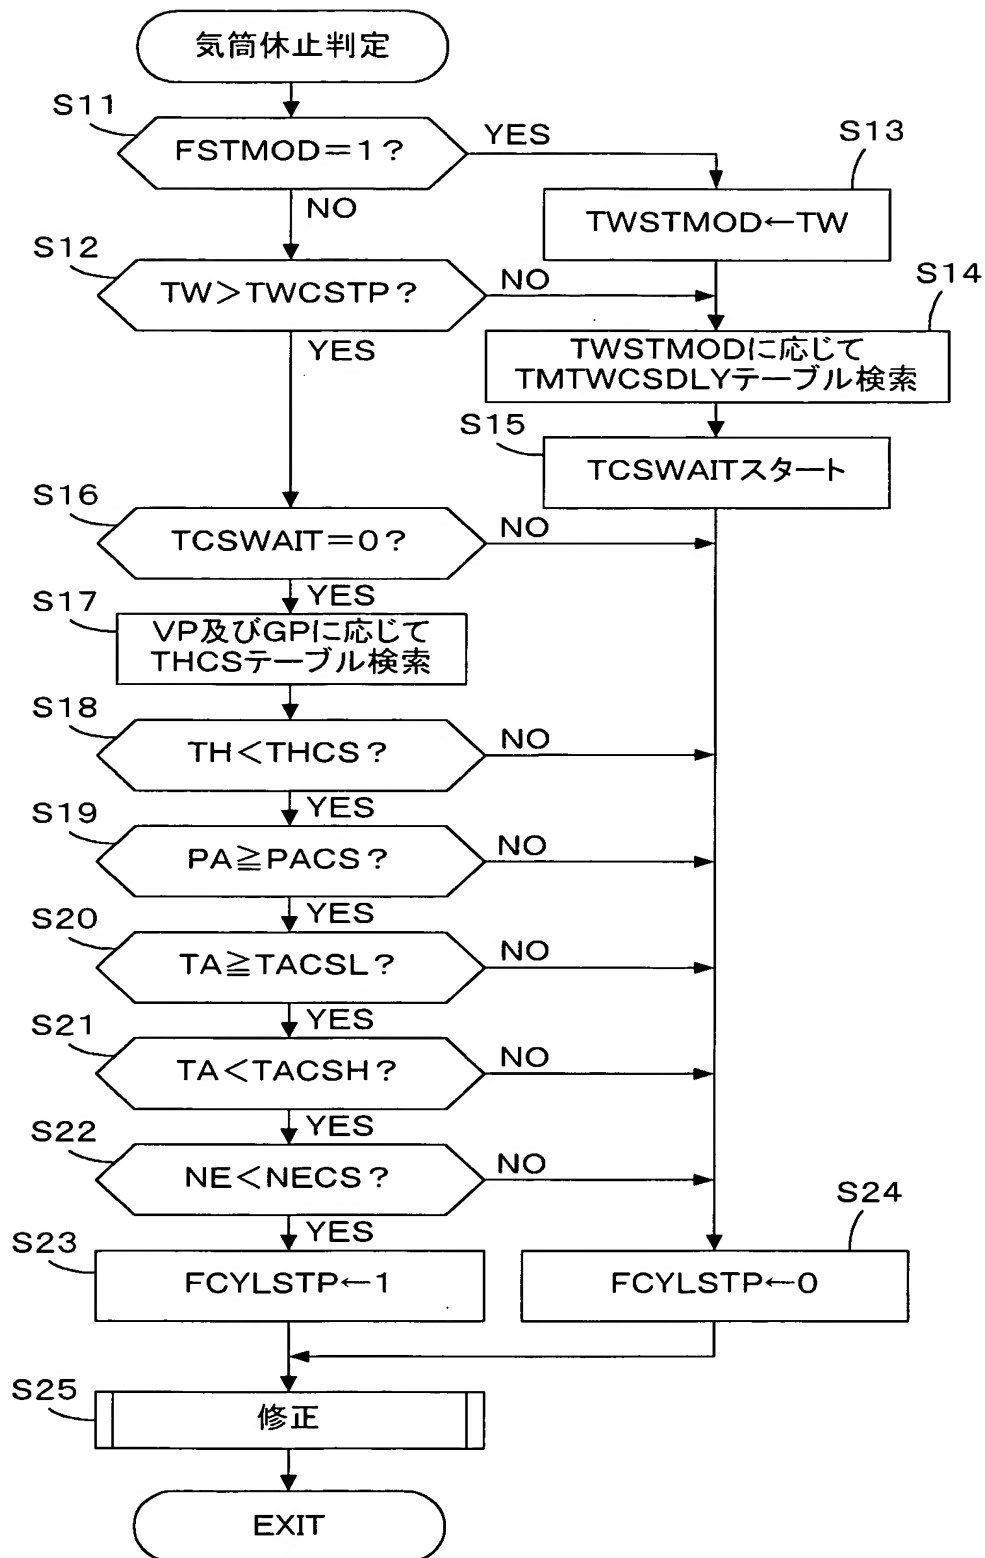 気筒休止判定
S11
FSTMOD=1?
YES
NO
S13
TWSTMOD←TW
S12
TW>TWCSTP?
NO
YES
S14
TWSTMODに応じて
TMTWCSDLYテーブル検索
S15
TCSWAITスタート
S16
TCSWAIT=0?
NO
YES
S17
VP及びGPに応じて
THCSテーブル検索
S18
TH<THCS?
NO
YES
S19
PA≧PACS?
NO
YES
S20
TA≧TACSL?
NO
YES
S21
TA<TACSH?
NO
YES
S22
NE<NECS?
NO
YES
S23
FCYLSTP←1
S24
FCYLSTP←0
S25
修正
EXIT